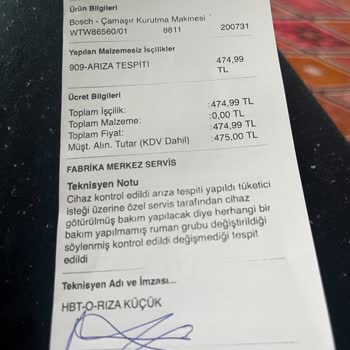 Ürün Bilgileri
Bosch - Çamaşır Kurutma Makinesi
WTW86560/01 8811 200731
Yapılan Malzemesiz İşçilikler
909-ARIZA TESPİTİ 474,99
TL
Ücret Bilgileri
Toplam İşçilik: :474,99 TL
Toplam Malzeme: :0,00 TL
Toplam Fiyat: :474,99 TL
Müşt. Alın. Tutar (KDV Dahil) :475,00 TL
FABRİKA MERKEZ SERVİS
Teknisyen Notu
Cihaz kontrol edildi arıza tespiti yapıldı tüketici
isteği üzerine özel servis tarafından cihaz
götürülmüş bakım yapılacak diye herhangi bir
bakım yapılmamış ruman grubu değiştirildiği
söylenmiş kontrol edildi değişmediği tespit
edildi
Teknisyen Adı ve İmzası...
HBT-O-RIZA KÜÇÜK